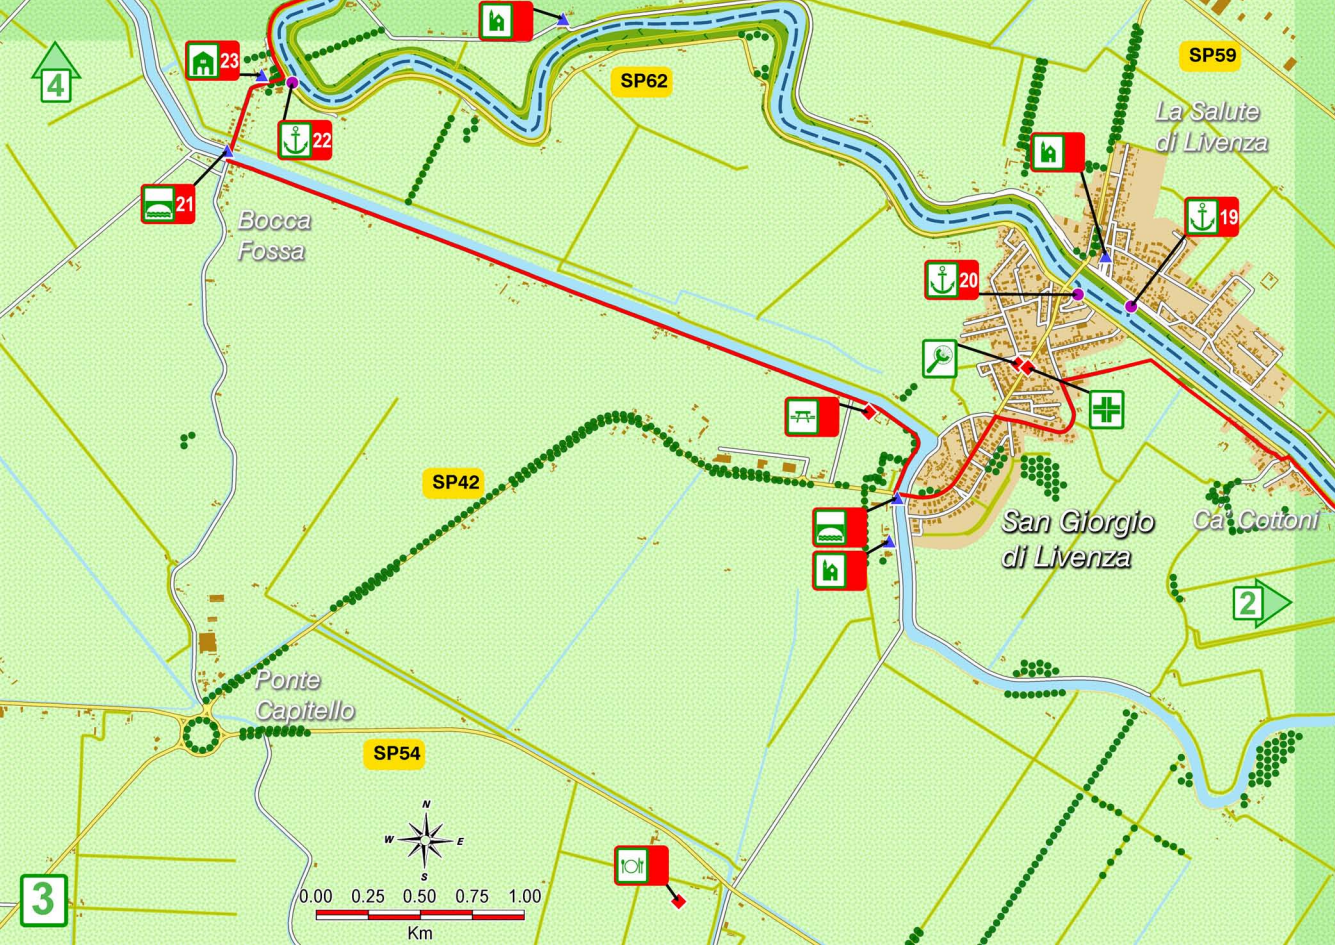 4
23
22
21
Bocca
Fossa
SP62
SP59
La Salute
di Livenza
19
20
SP42
San Giorgio
di Livenza
Ca' Cottoni
2
Ponte
Capitello
SP54
N
W
E
S
0.00 0.25 0.50 0.75 1.00
Km
3